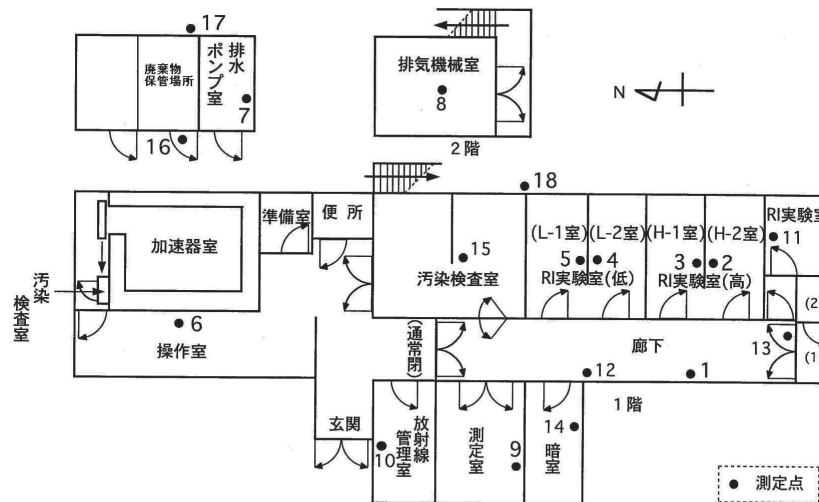 17
廃棄物
保管場所
排水
ポンプ室
7
16
排気機械室
8
2階
N
18
加速器室
準備室
便 所
15
汚染検査室
(L-1室)
(L-2室)
(H-1室)
(H-2室)
5
4
3
2
RI実験室(低)
RI実験室(高)
RI実験室
11
汚染
検査室
6
操作室
(通常閉)
廊下
13
(2
(1
12
1
1階
玄関
放射線
管理室
10
測定室
9
暗室
14
● 測定点